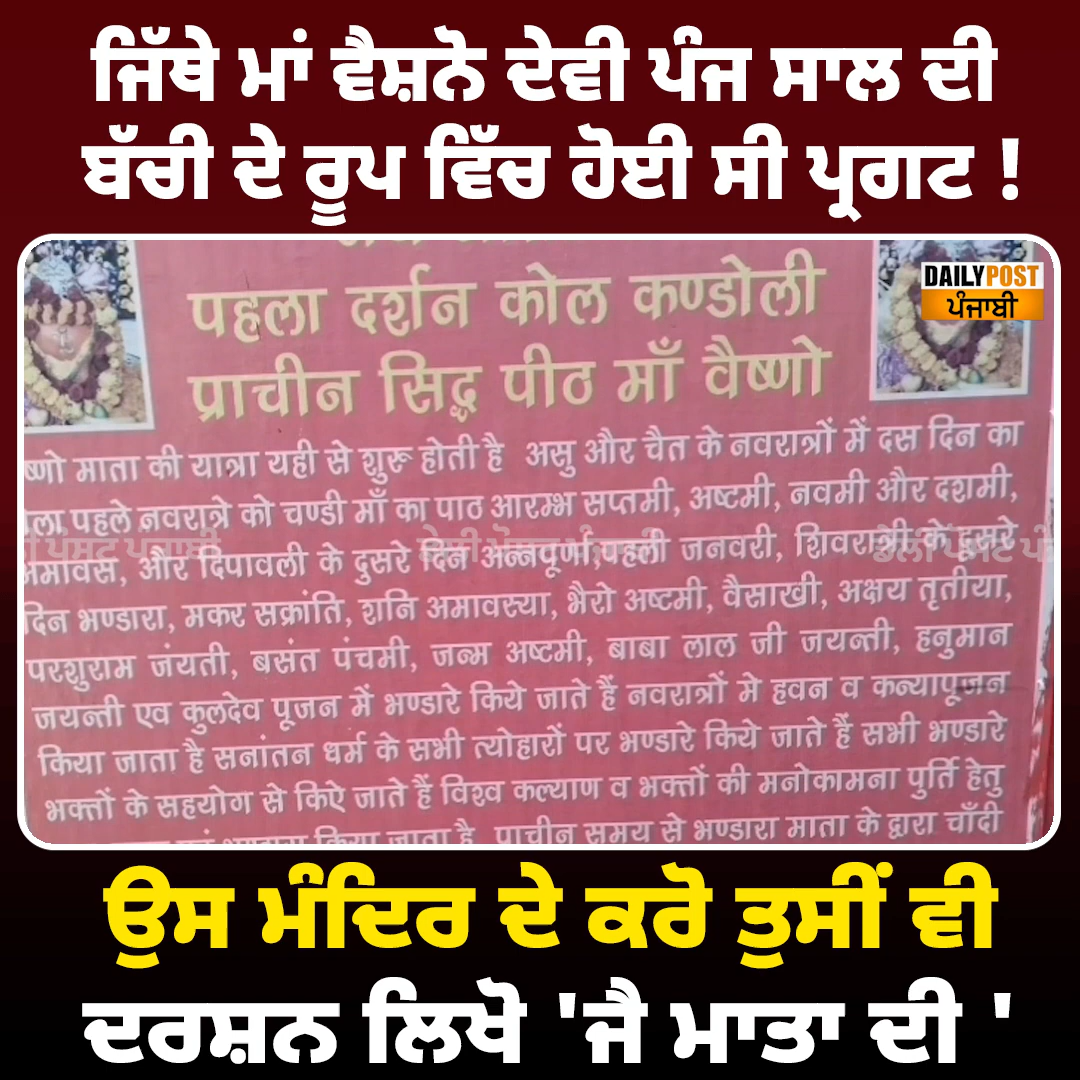 ਜਿੱਥੇ ਮਾਂ ਵੈਸ਼ਨੋ ਦੇਵੀ ਪੰਜ ਸਾਲ ਦੀ
ਬੱਚੀ ਦੇ ਰੂਪ ਵਿੱਚ ਹੋਈ ਸੀ ਪ੍ਰਗਟ !
DAILYPOST
ਪੰਜਾਬੀ
पहला दर्शन कोल कण्डोली
प्राचीन सिद्ध पीठ माँ वैष्णो
माता की यात्रा यही से शुरू होती है असु और चैत के नवरात्रों में दस दिन का
पहले नवरात्रे को चण्डी माँ का पाठ आरम्भ सप्तमी, अष्टमी, नवमी और दशमी,
अमावस, और दिपावली के दुसरे दिन अन्नपूर्णा, पहली जनवरी, शिवरात्री के दुसरे
दिन भण्डारा, मकर सक्रांति, शनि अमावस्या, भैरो अष्टमी, वैसाखी, अक्षय तृतीया,
परशुराम जंयती, बसंत पंचमी, जन्म अष्टमी, बाबा लाल जी जयन्ती, हनुमान
जयन्ती एव कुलदेव पूजन में भण्डारे किये जाते हैं नवरात्रों मे हवन व कन्यापूजन
किया जाता है सनांतन धर्म के सभी त्योहारों पर भण्डारे किये जाते हैं सभी भण्डारे
भक्तों के सहयोग से किऐ जाते हैं विश्व कल्याण व भक्तों की मनोकामना पुर्ति हेतु
किया जाता है प्राचीन समय से भण्डारा माता के द्वारा चाँदी
ਉਸ ਮੰਦਿਰ ਦੇ ਕਰੋ ਤੁਸੀਂ ਵੀ
ਦਰਸ਼ਨ ਲਿਖੋ 'ਜੈ ਮਾਤਾ ਦੀ '